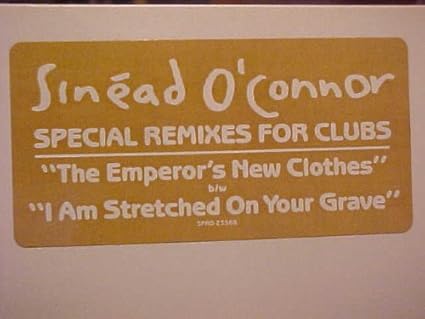 Sinéad O'Connor
SPECIAL REMIXES FOR CLUBS
"The Emperor's New Clothes"
b/w
"I Am Stretched On Your Grave"